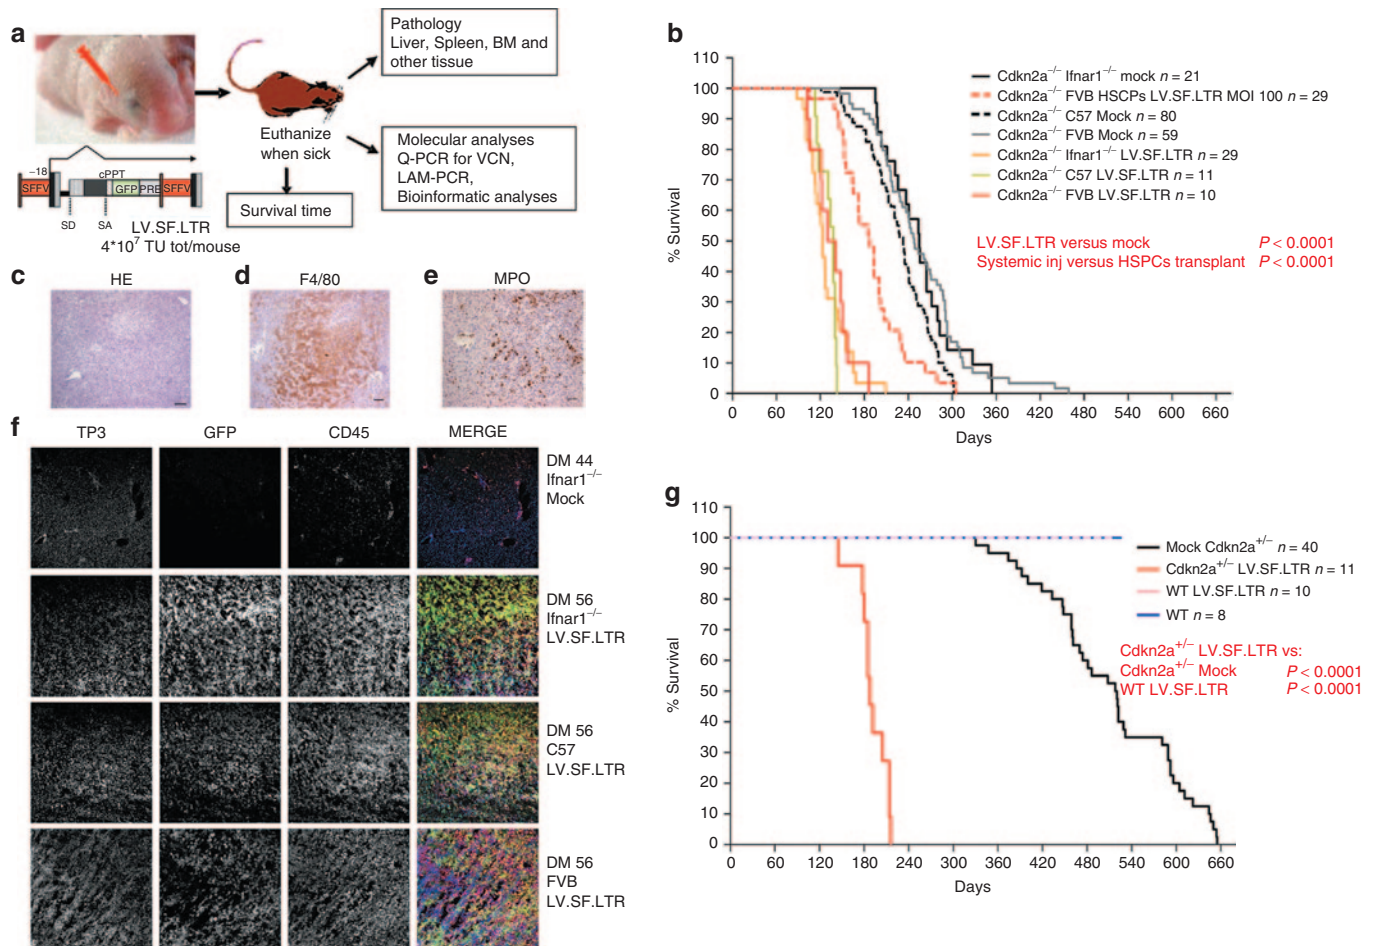 a
Pathology
Liver, Spleen, BM and
other tissue
Euthanize
when sick
Molecular analyses
Q-PCR for VCN,
LAM-PCR,
Bioinformatic analyses
Survival time
−18
cPPT
SFFV
GFP
PRE
SFFV
SD
SA
LV.SF.LTR
4*10⁷ TU tot/mouse
b
110
100
90
80
70
60
50
40
30
20
10
0
% Survival
0 60 120 180 240 300 360 420 480 540 600 660
Days
Cdkn2a⁻/⁻ Ifnar1⁻/⁻ mock n = 21
Cdkn2a⁻/⁻ FVB HSCPs LV.SF.LTR MOI 100 n = 29
Cdkn2a⁻/⁻ C57 Mock n = 80
Cdkn2a⁻/⁻ FVB Mock n = 59
Cdkn2a⁻/⁻ Ifnar1⁻/⁻ LV.SF.LTR n = 29
Cdkn2a⁻/⁻ C57 LV.SF.LTR n = 11
Cdkn2a⁻/⁻ FVB LV.SF.LTR n = 10
LV.SF.LTR versus mock P < 0.0001
Systemic inj versus HSPCs transplant P < 0.0001
c
HE
d
F4/80
e
MPO
f
TP3
GFP
CD45
MERGE
DM 44
Ifnar1⁻/⁻
Mock
DM 56
Ifnar1⁻/⁻
LV.SF.LTR
DM 56
C57
LV.SF.LTR
DM 56
FVB
LV.SF.LTR
g
110
100
90
80
70
60
50
40
30
20
10
0
% Survival
0 60 120 180 240 300 360 420 480 540 600 660
Days
Mock Cdkn2a⁺/⁻ n = 40
Cdkn2a⁺/⁻ LV.SF.LTR n = 11
WT LV.SF.LTR n = 10
WT n = 8
Cdkn2a⁺/⁻ LV.SF.LTR vs:
Cdkn2a⁺/⁻ Mock P < 0.0001
WT LV.SF.LTR P < 0.0001